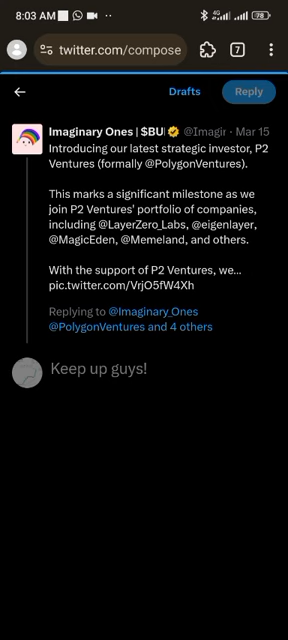 8:03 AM
4G
78
twitter.com/compose
7
Drafts
Reply
Imaginary Ones | $BU
@Imagir · Mar 15
Introducing our latest strategic investor, P2
Ventures (formally @PolygonVentures).
This marks a significant milestone as we
join P2 Ventures' portfolio of companies,
including @LayerZero_Labs, @eigenlayer,
@MagicEden, @Memeland, and others.
With the support of P2 Ventures, we...
pic.twitter.com/VrjO5fW4Xh
Replying to @Imaginary_Ones
@PolygonVentures and 4 others
Keep up guys!